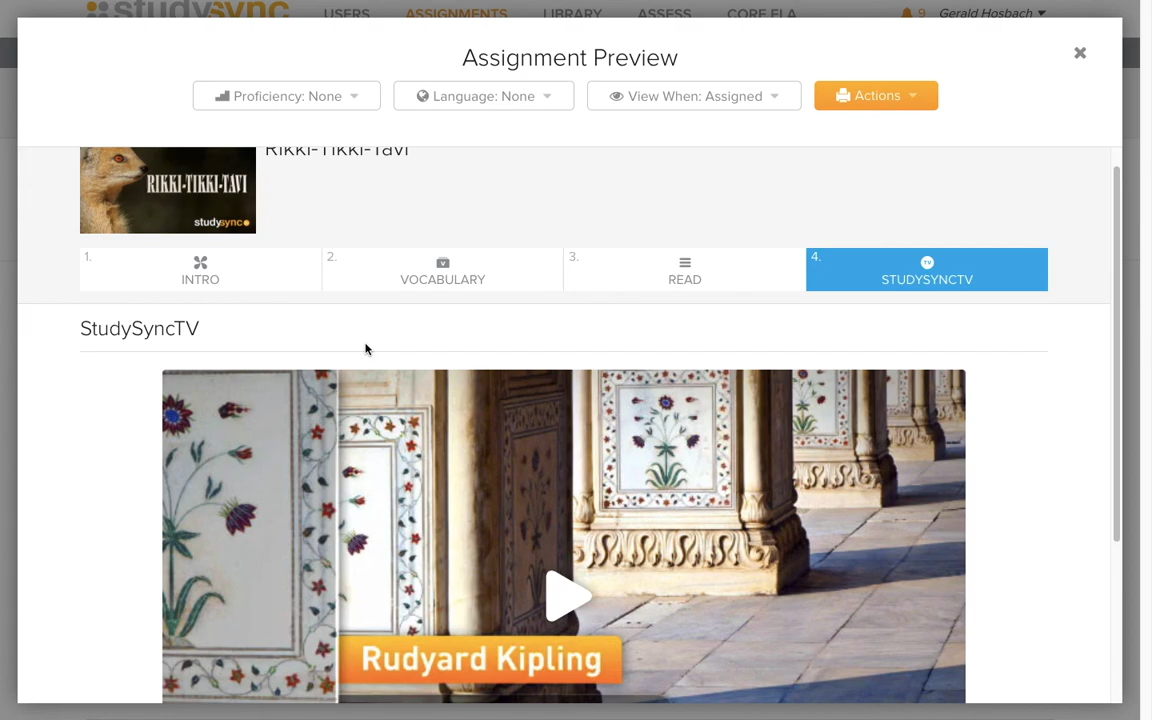 studysync
USERS
ASSIGNMENTS
LIBRARY
ASSESS
CORE ELA
9
Gerald Hosbach
Assignment Preview
Proficiency: None
Language: None
View When: Assigned
Actions
RIKKI-TIKKI-TAVI
studysync
Rikki-Tikki-Tavi
1.
INTRO
2.
VOCABULARY
3.
READ
4.
TV
STUDYSYNCTV
StudySyncTV
Rudyard Kipling